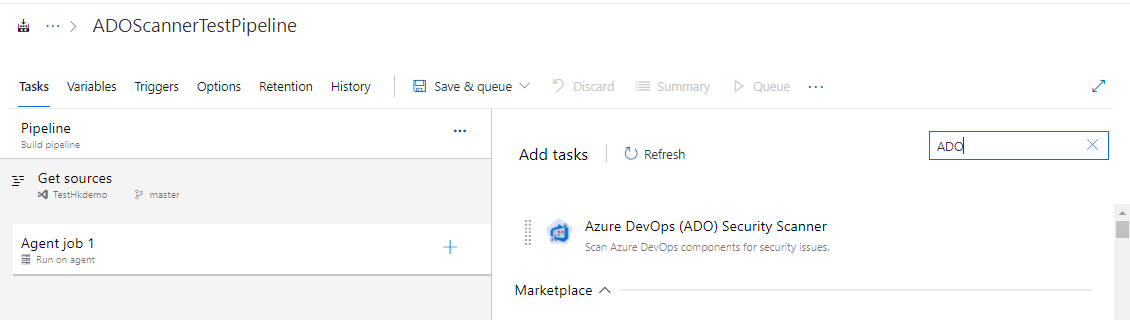 ADOScannerTestPipeline
Tasks Variables Triggers Options Retention History Save & queue Discard Summary Queue
Pipeline
Build pipeline
Add tasks Refresh ADO
Get sources
TestHkdemo master
Azure DevOps (ADO) Security Scanner
Scan Azure DevOps components for security issues.
Agent job 1
Run on agent
Marketplace